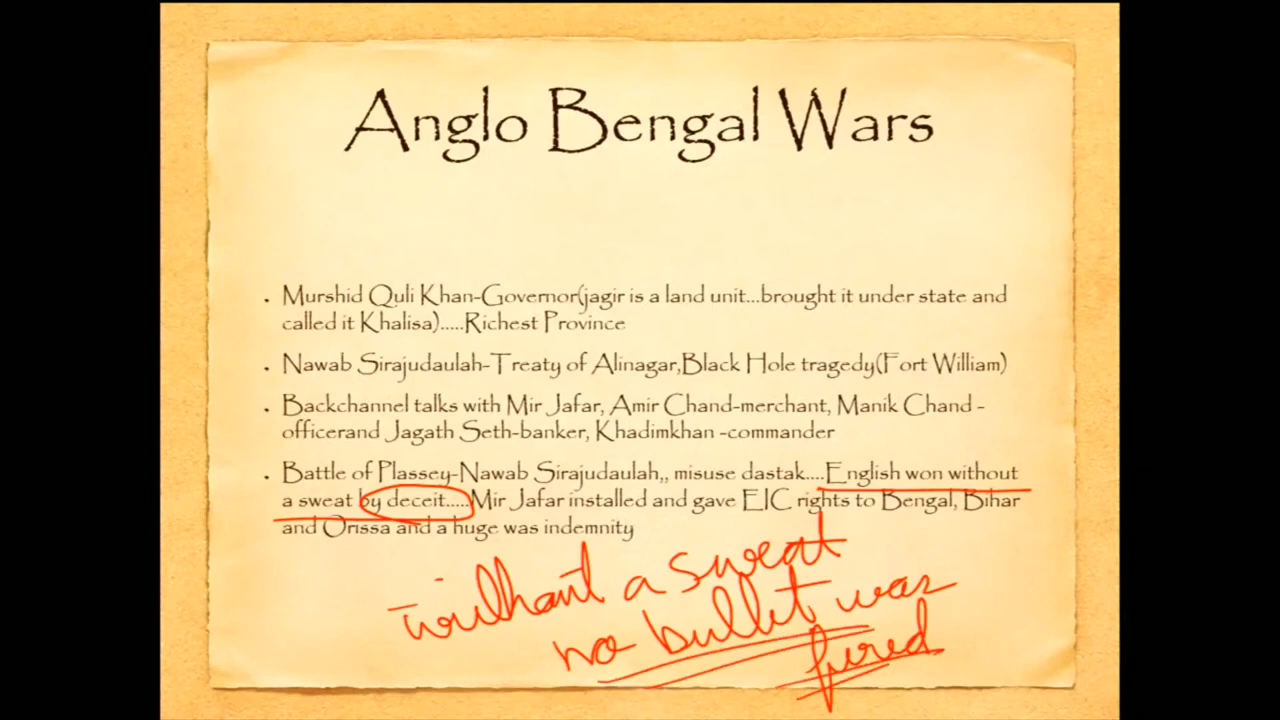 Anglo Bengal Wars
. Murshid Quli Khan-Governor(jagir is a land unit...brought it under state and
called it Khalisa).....Richest Province
. Nawab Sirajudaulah-Treaty of Alinagar,Black Hole tragedy(Fort William)
. Backchannel talks with Mir Jafar, Amir Chand-merchant, Manik Chand -
officerand Jagath Seth-banker, Khadimkhan -commander
. Battle of Plassey-Nawab Sirajudaulah,, misuse dastak....English won without
a sweat by deceit.....Mir Jafar installed and gave EIC rights to Bengal, Bihar
and Orissa and a huge was indemnity
without a sweat
no bullet was
fired